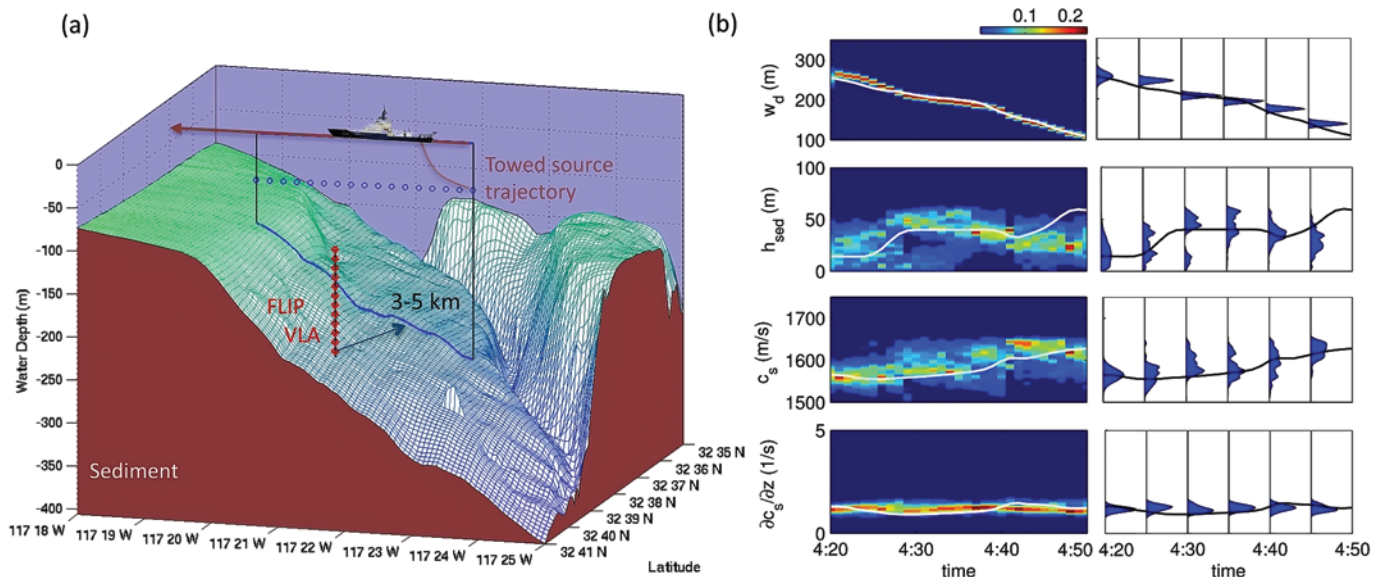 (a)
Towed source
trajectory
FLIP
VLA
3-5 km
Sediment
Water Depth (m)
0
-50
-100
-150
-200
-250
-300
-350
-400
117 18 W
117 19 W
117 20 W
117 21 W
117 22 W
117 23 W
117 24 W
117 25 W
32 35 N
32 36 N
32 37 N
32 38 N
32 39 N
32 40 N
32 41 N
Latitude
(b)
0.1 0.2
w_d (m)
300
200
100
h_sed (m)
100
50
0
c_s (m/s)
1700
1600
1500
∂c_s/∂z (1/s)
5
0
4:20 4:30 4:40 4:50
time
4:20 4:30 4:40 4:50
time